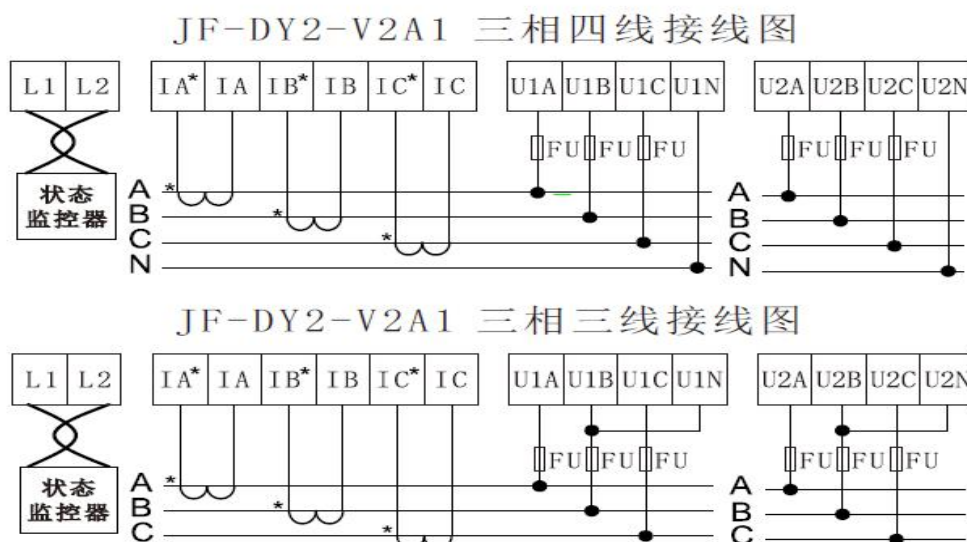 JF-DY2-V2A1 三相四线接线图
L1 L2 IA* IA IB* IB IC* IC U1A U1B U1C U1N U2A U2B U2C U2N
FU FU FU FU FU FU
状态
监控器
A * A
B * B
C * C
N N
JF-DY2-V2A1 三相三线接线图
L1 L2 IA* IA IB* IB IC* IC U1A U1B U1C U1N U2A U2B U2C U2N
FU FU FU FU FU FU
状态
监控器
A * A
B * B
C * C